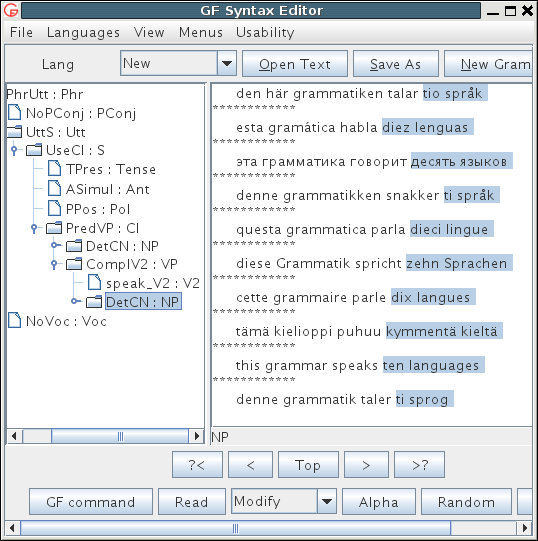 GF Syntax Editor
File Languages View Menus Usability
Lang New Open Text Save As New Gram
PhrUtt : Phr
NoPConj : PConj
UttS : Utt
UseCl : S
TPres : Tense
ASimul : Ant
PPos : Pol
PredVP : Cl
DetCN : NP
ComplV2 : VP
speak_V2 : V2
DetCN : NP
NoVoc : Voc
den här grammatiken talar tio språk
************
esta gramática habla diez lenguas
************
эта грамматика говорит десять языков
************
denne grammatikken snakker ti språk
************
questa grammatica parla dieci lingue
************
diese Grammatik spricht zehn Sprachen
************
cette grammaire parle dix langues
************
tämä kielioppi puhuu kymmentä kieltä
************
this grammar speaks ten languages
************
denne grammatik taler ti sprog
NP
?< < Top > >?
GF command Read Modify Alpha Random